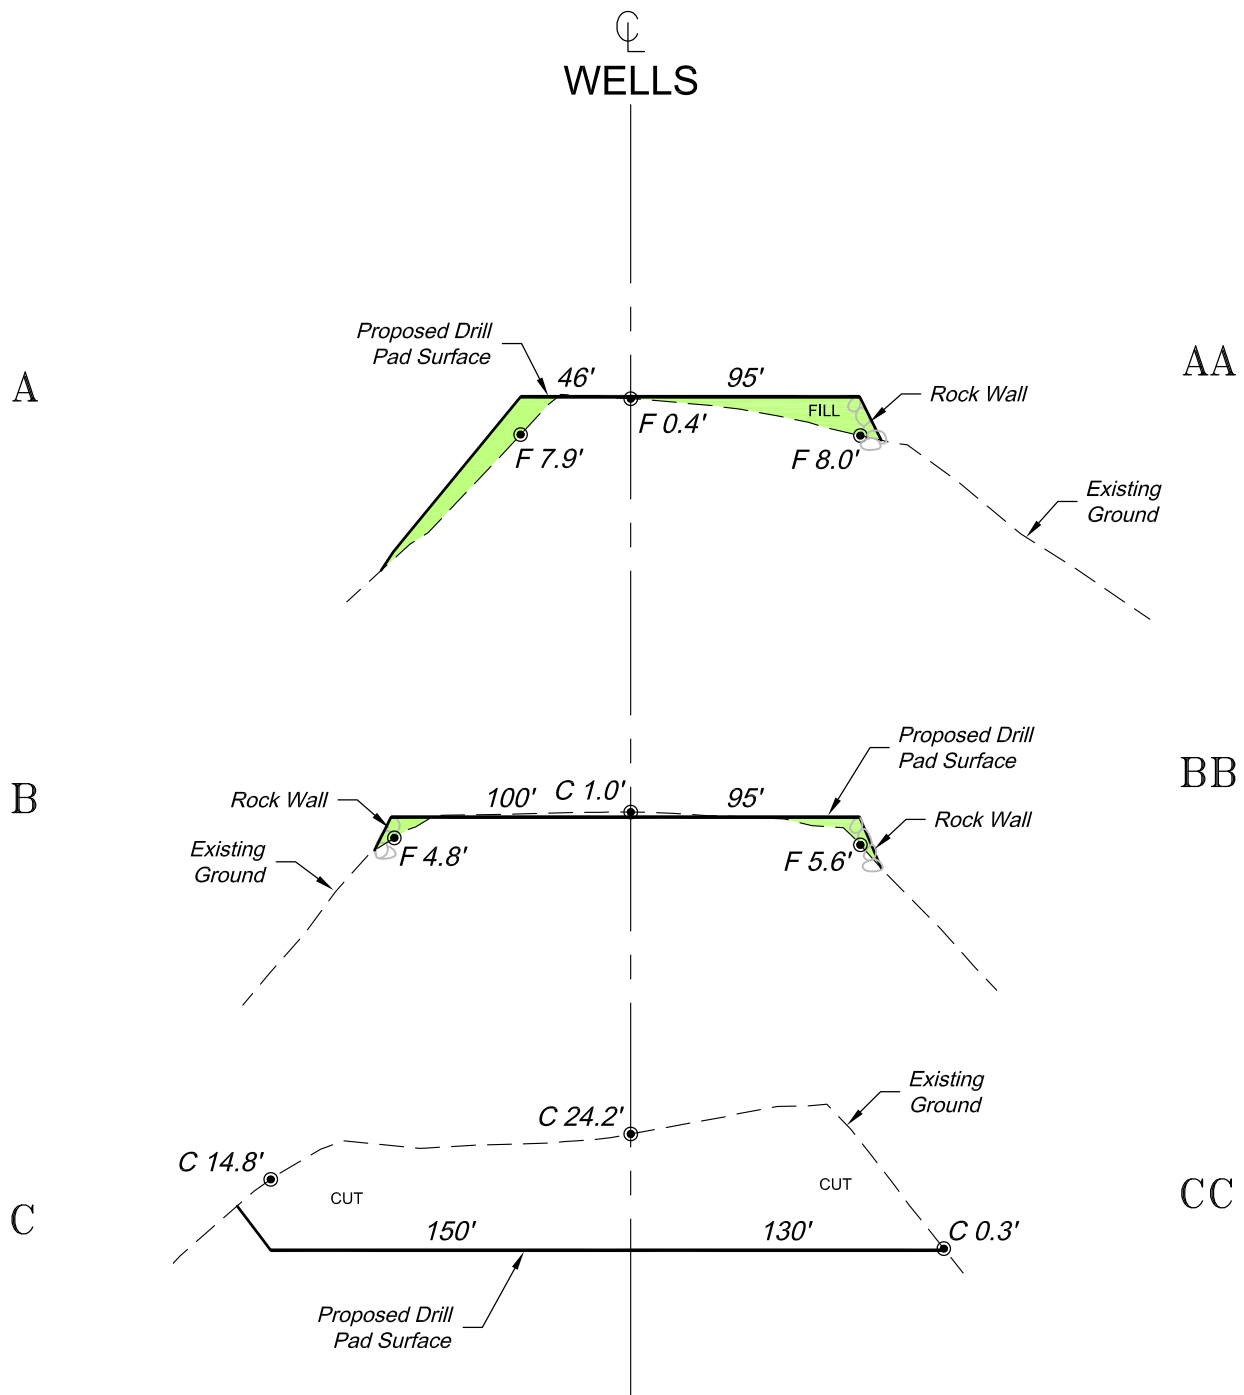 ℄
WELLS
Proposed Drill
Pad Surface
A
AA
46'
95'
Rock Wall
FILL
F 0.4'
F 7.9'
F 8.0'
Existing
Ground
Proposed Drill
Pad Surface
B
BB
Rock Wall
100'
C 1.0'
95'
Rock Wall
Existing
Ground
F 4.8'
F 5.6'
Existing
Ground
C 24.2'
C 14.8'
CUT
CUT
C
CC
150'
130'
C 0.3'
Proposed Drill
Pad Surface